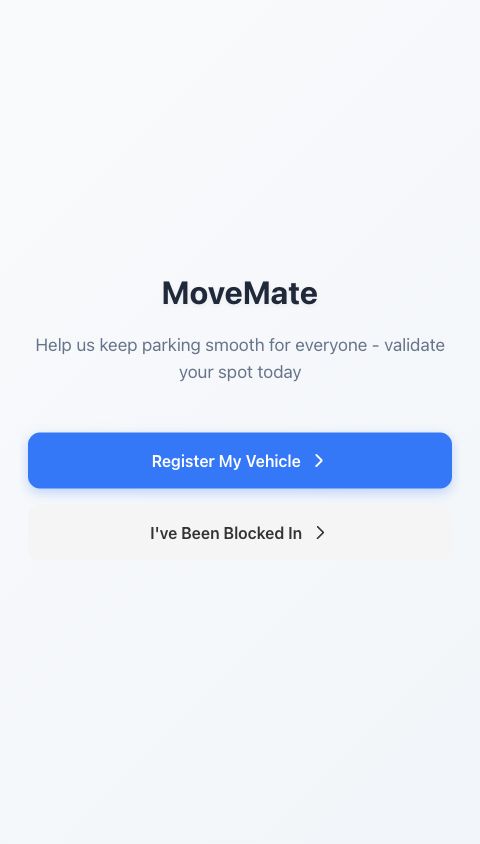 MoveMate
Help us keep parking smooth for everyone - validate
your spot today
Register My Vehicle
I've Been Blocked In